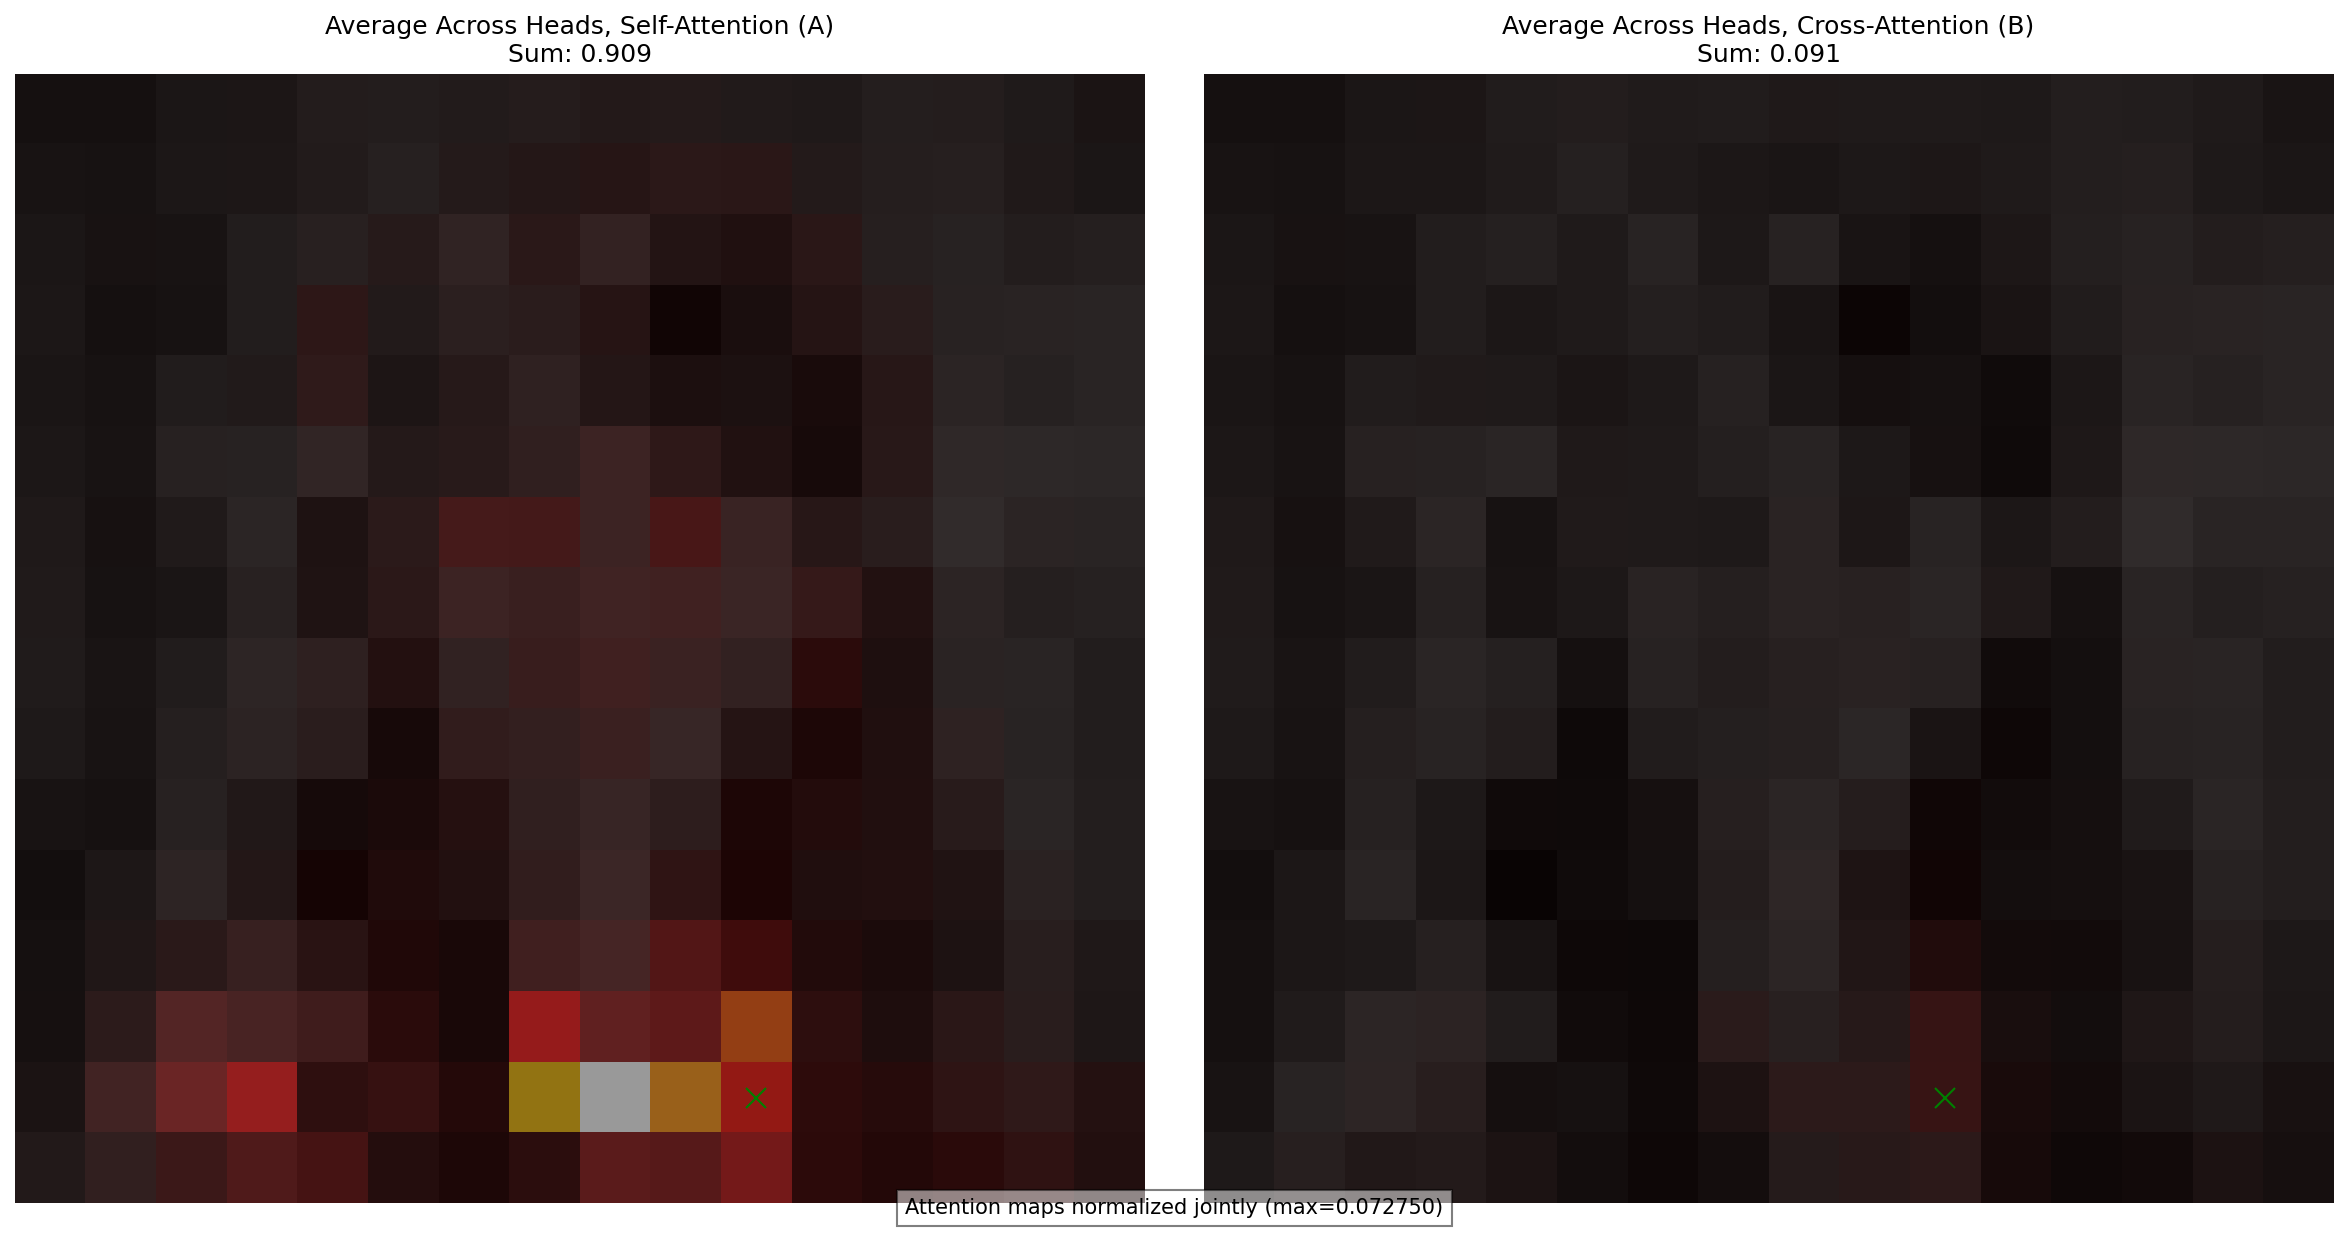 Average Across Heads, Self-Attention (A)
Sum: 0.909
Average Across Heads, Cross-Attention (B)
Sum: 0.091
Attention maps normalized jointly (max=0.072750)